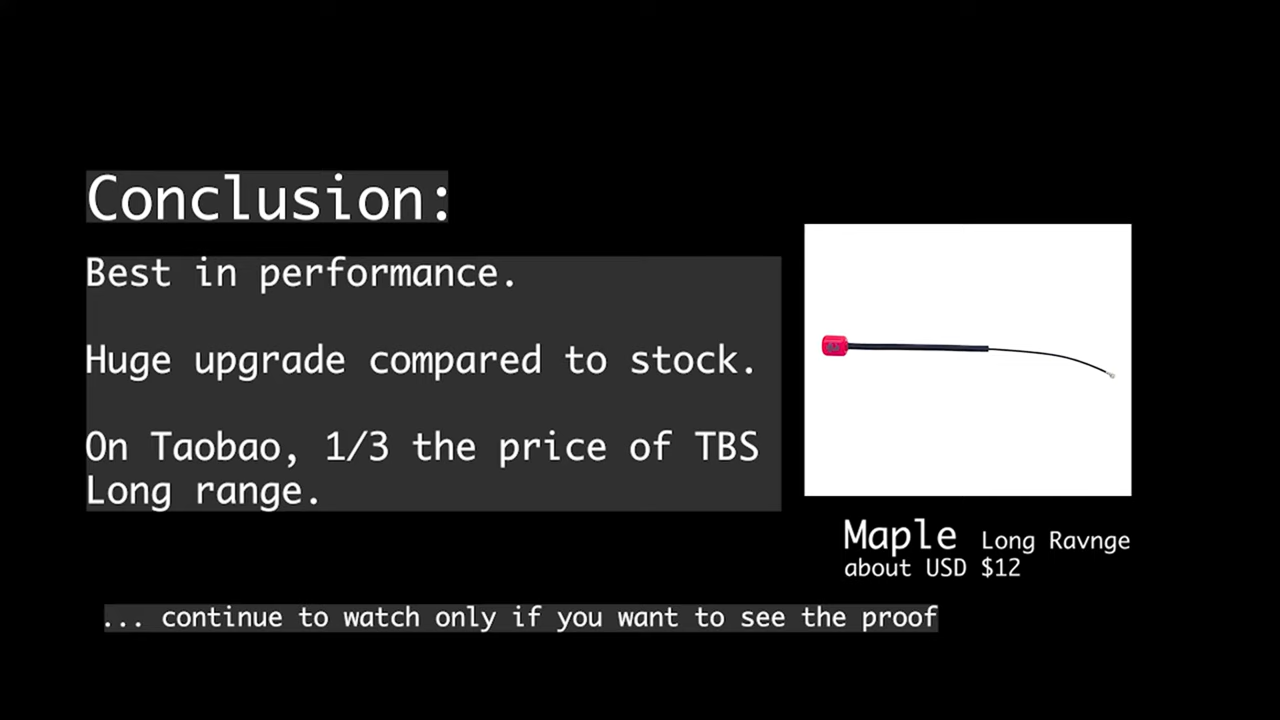 Conclusion:
Best in performance.
Huge upgrade compared to stock.
On Taobao, 1/3 the price of TBS
Long range.
Maple Long Ravnge
about USD $12
... continue to watch only if you want to see the proof